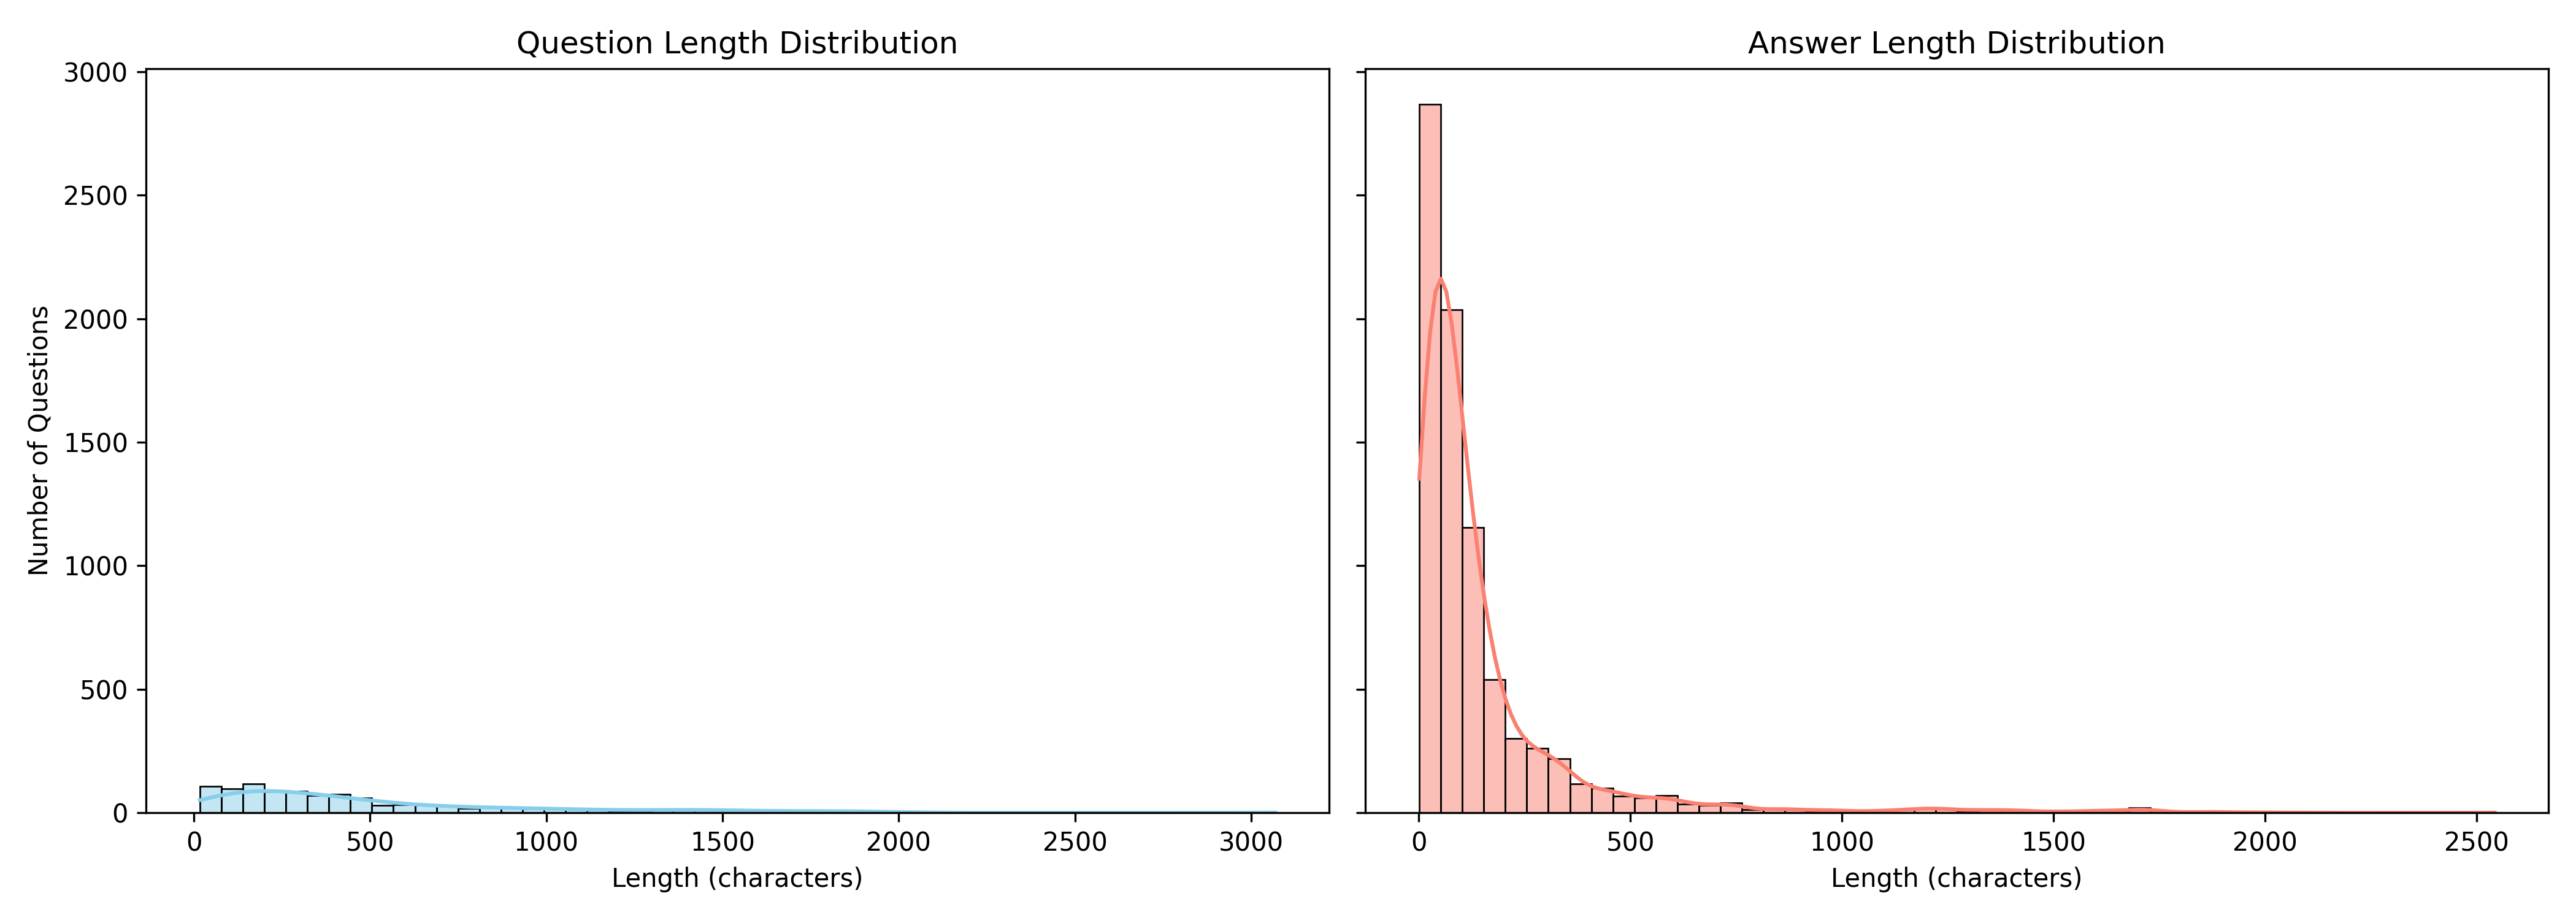 Question Length Distribution
3000
2500
2000
1500
1000
500
0
Number of Questions
0 500 1000 1500 2000 2500 3000
Length (characters)
Answer Length Distribution
0 500 1000 1500 2000 2500
Length (characters)